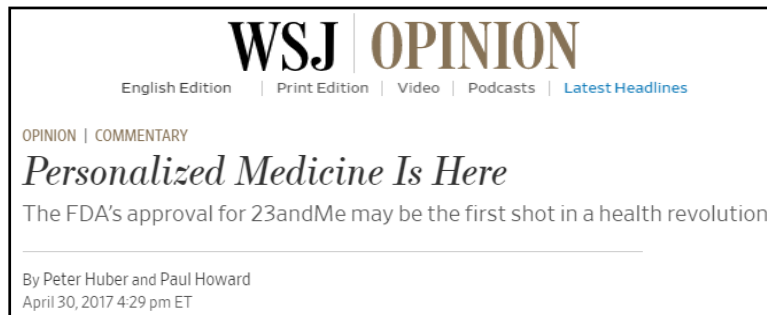 WSJ | OPINION
English Edition | Print Edition | Video | Podcasts | Latest Headlines
OPINION | COMMENTARY
Personalized Medicine Is Here
The FDA’s approval for 23andMe may be the first shot in a health revolution
By Peter Huber and Paul Howard
April 30, 2017 4:29 pm ET